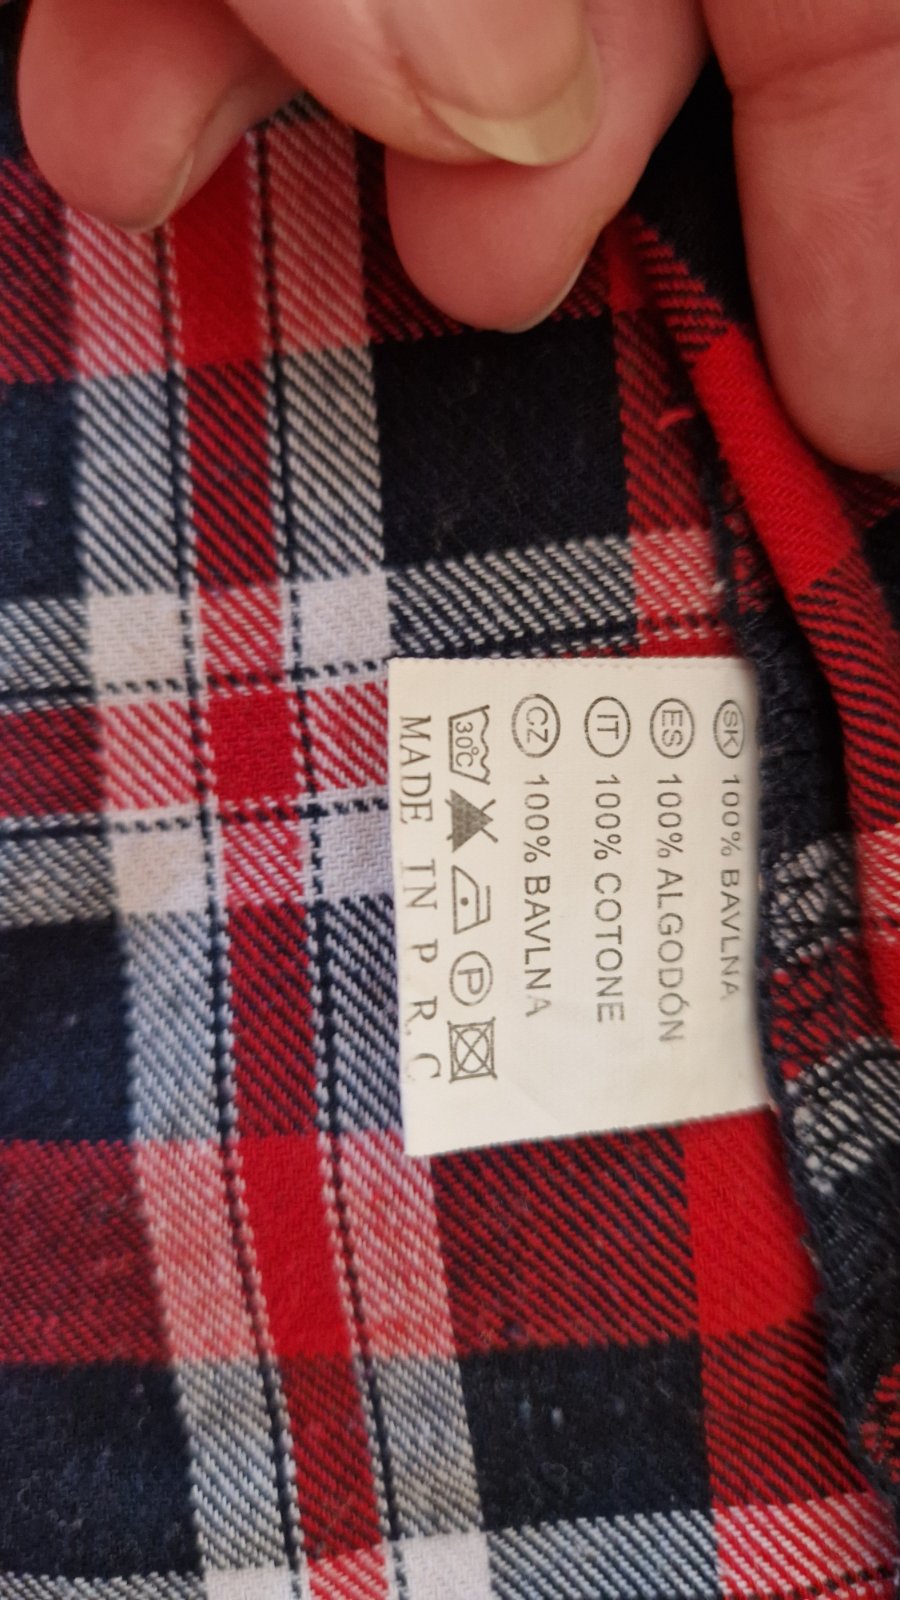 SK 100% BAVLNA
ES 100% ALGODÓN
IT 100% COTONE
CZ 100% BAVLNA
30°C P
MADE IN P R.C